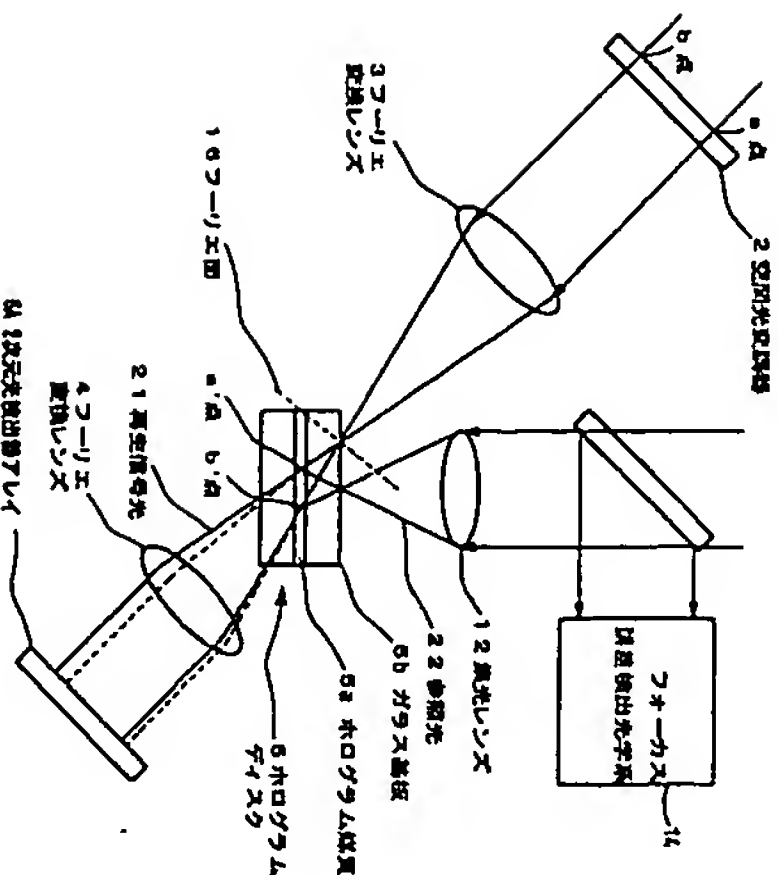 b点
a点
2 空間光変調器
3 フーリエ
変換レンズ
16 フーリエ面
a'点
b'点
21 再生信号光
4 フーリエ
変換レンズ
6A 2次元光検出器アレイ
12 集光レンズ
22 参照光
5b ガラス基板
5a ホログラム媒質
5 ホログラム
ディスク
フォーカス
誤差検出光学系
14